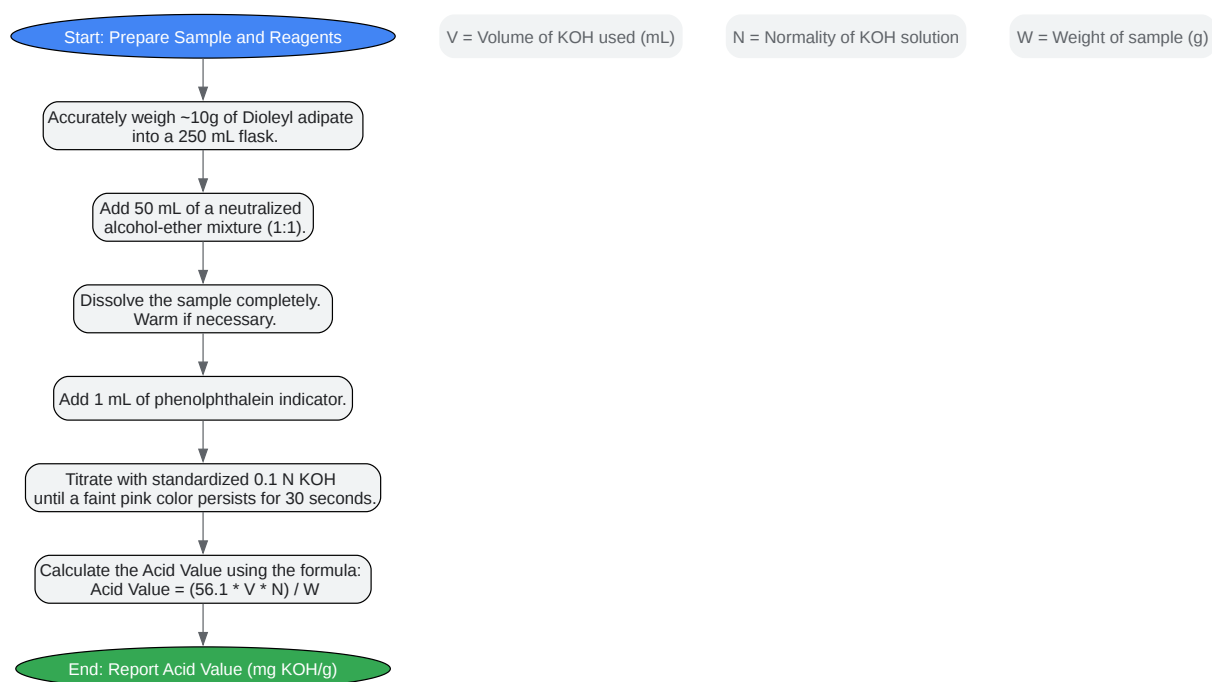 Start: Prepare Sample and Reagents
V = Volume of KOH used (mL)
N = Normality of KOH solution
W = Weight of sample (g)
Accurately weigh ~10g of Dioleyl adipate
into a 250 mL flask.
Add 50 mL of a neutralized
alcohol-ether mixture (1:1).
Dissolve the sample completely.
Warm if necessary.
Add 1 mL of phenolphthalein indicator.
Titrate with standardized 0.1 N KOH
until a faint pink color persists for 30 seconds.
Calculate the Acid Value using the formula:
Acid Value = (56.1 * V * N) / W
End: Report Acid Value (mg KOH/g)